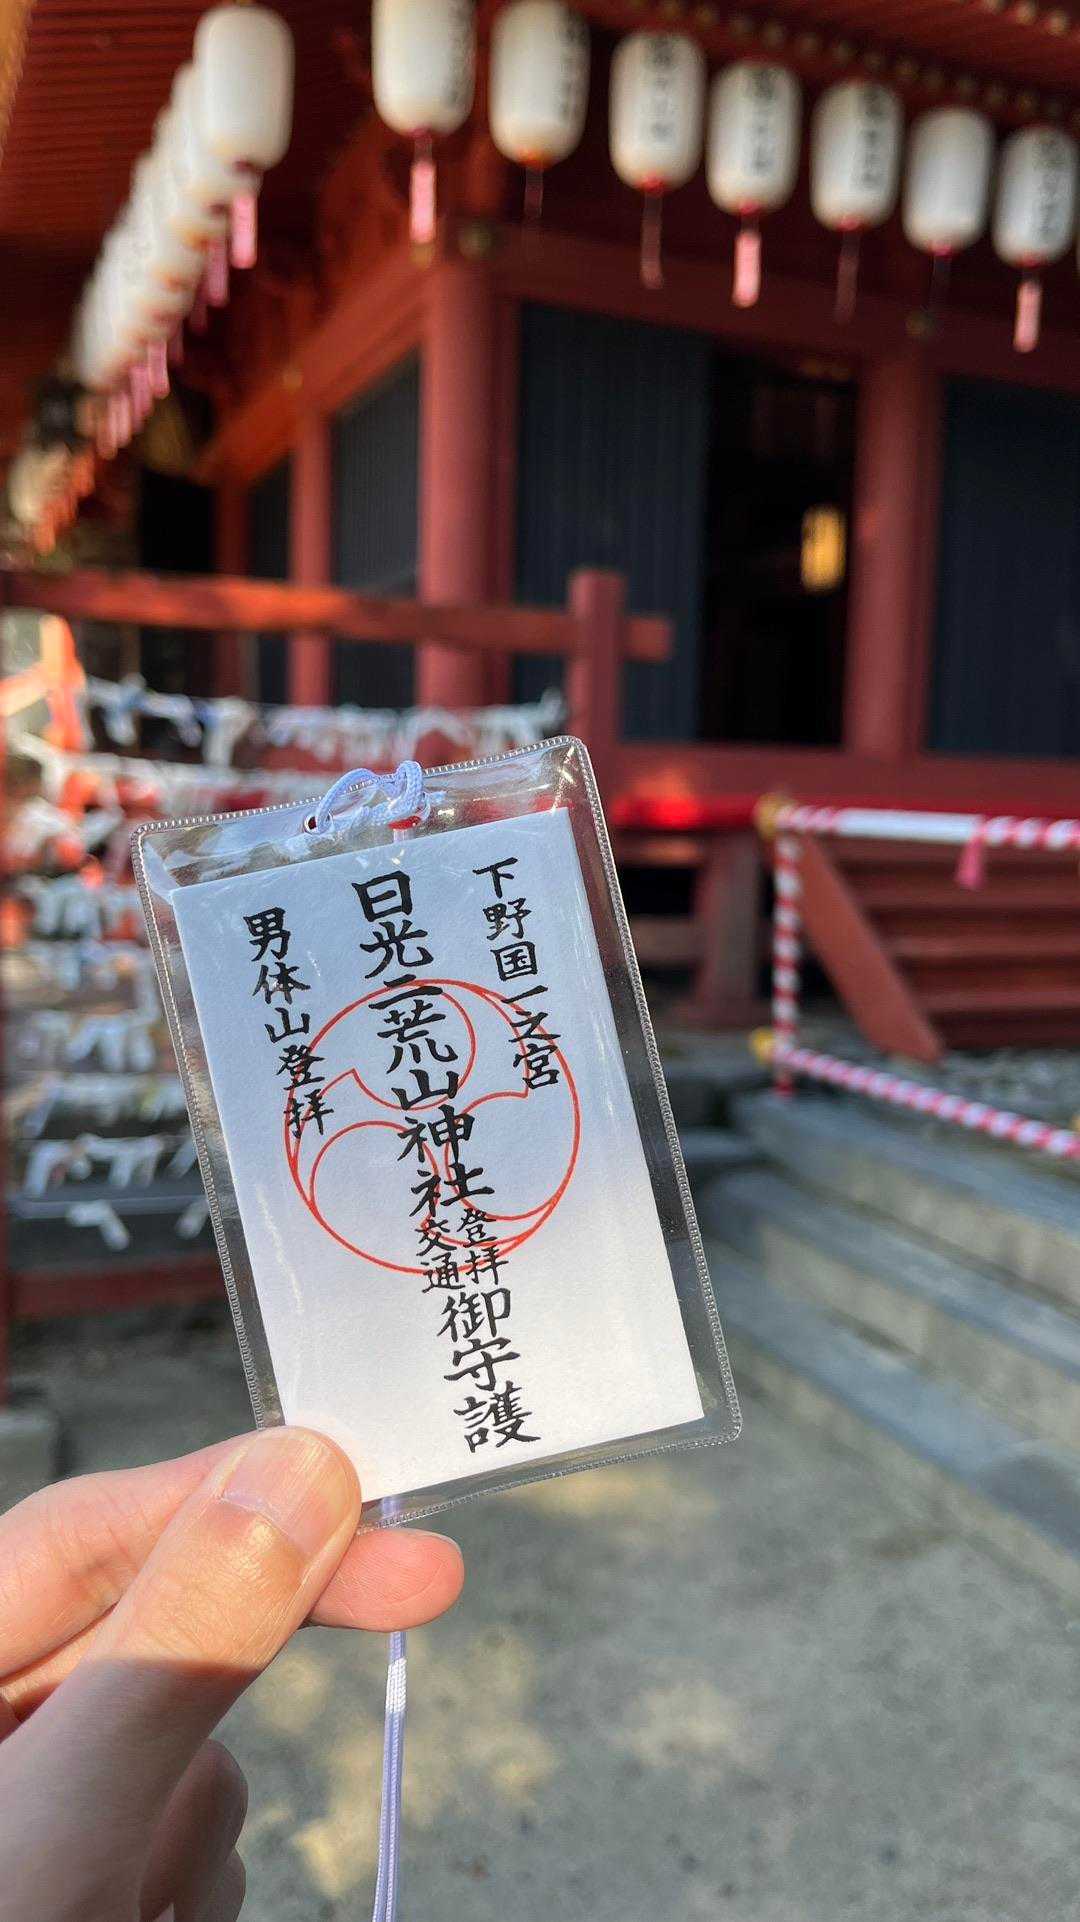 下野国一之宮
日光二荒山神社登拝交通御守護
男体山登拝